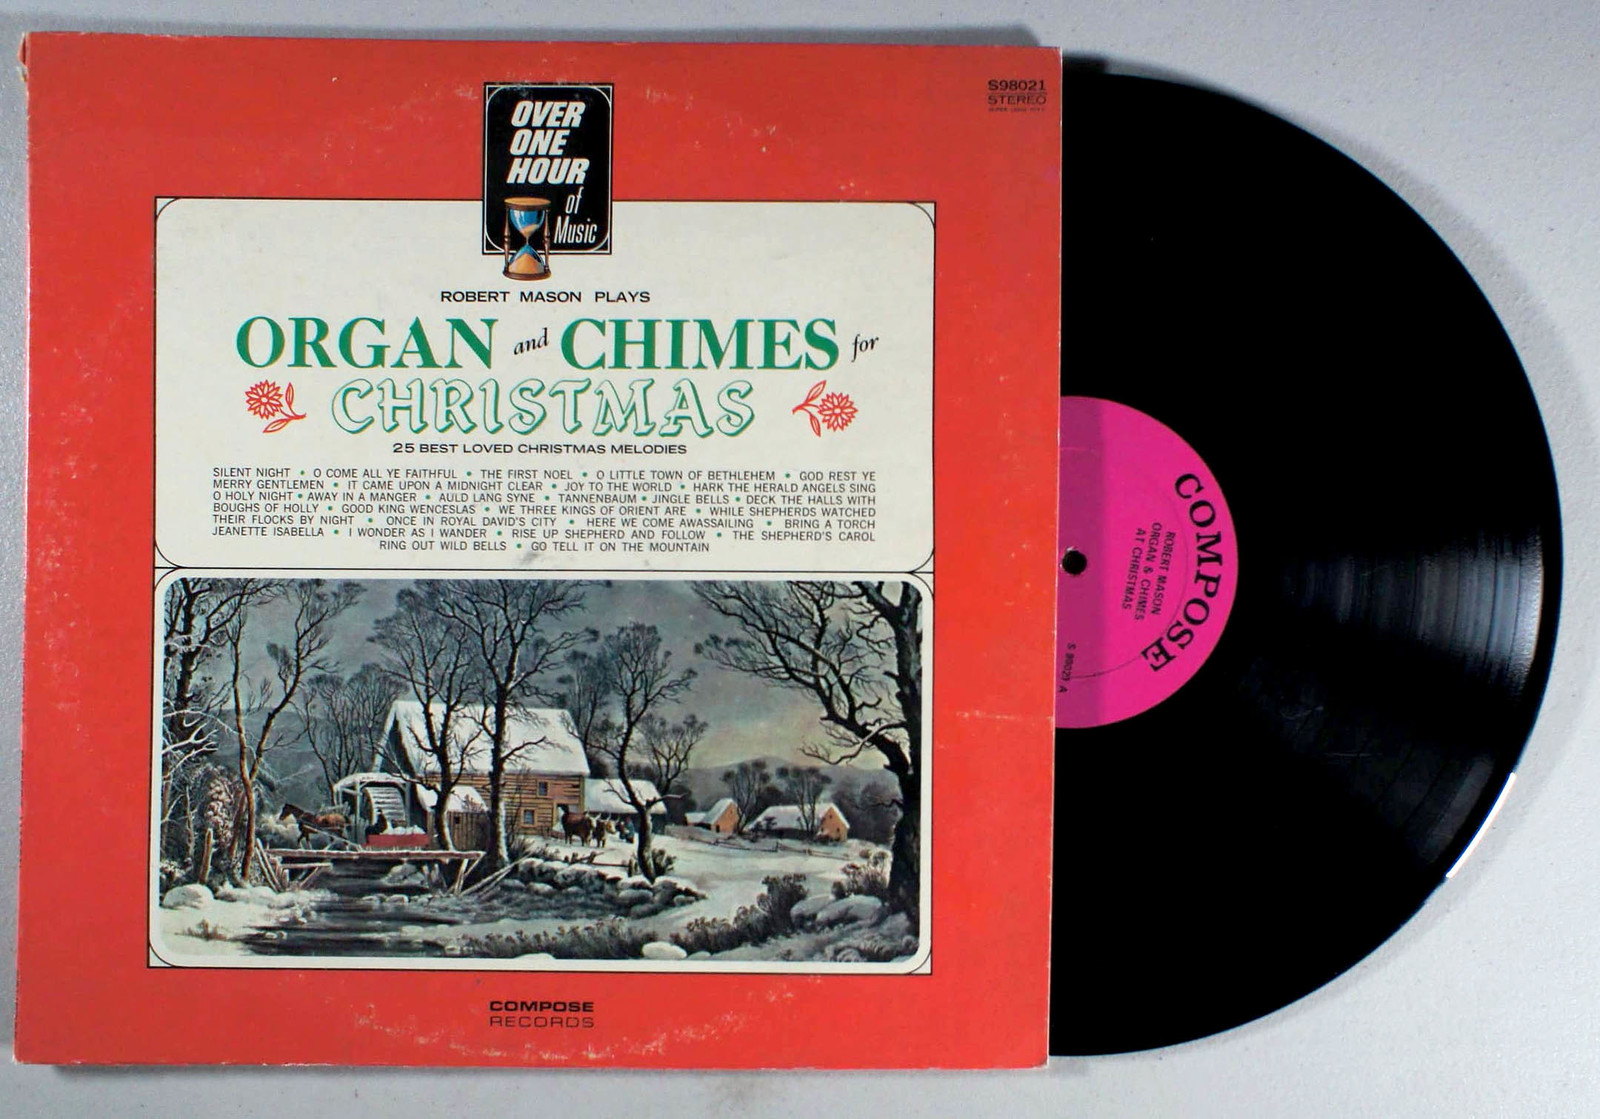 OVER
ONE
HOUR
of
Music
S98021
STEREO
ROBERT MASON PLAYS
ORGAN and CHIMES for
CHRISTMAS
25 BEST LOVED CHRISTMAS MELODIES
SILENT NIGHT • O COME ALL YE FAITHFUL • THE FIRST NOEL • O LITTLE TOWN OF BETHLEHEM • GOD REST YE
MERRY GENTLEMEN • IT CAME UPON A MIDNIGHT CLEAR • JOY TO THE WORLD • HARK THE HERALD ANGELS SING
O HOLY NIGHT • AWAY IN A MANGER • AULD LANG SYNE • TANNENBAUM • JINGLE BELLS • DECK THE HALLS WITH
BOUGHS OF HOLLY • GOOD KING WENCESLAS • WE THREE KINGS OF ORIENT ARE • WHILE SHEPHERDS WATCHED
THEIR FLOCKS BY NIGHT • ONCE IN ROYAL DAVID'S CITY • HERE WE COME AWASSAILING • BRING A TORCH
JEANETTE ISABELLA • I WONDER AS I WANDER • RISE UP SHEPHERD AND FOLLOW • THE SHEPHERD'S CAROL
RING OUT WILD BELLS • GO TELL IT ON THE MOUNTAIN
COMPOSE
RECORDS
COMPOSE
ROBERT MASON
ORGAN & CHIMES
AT CHRISTMAS